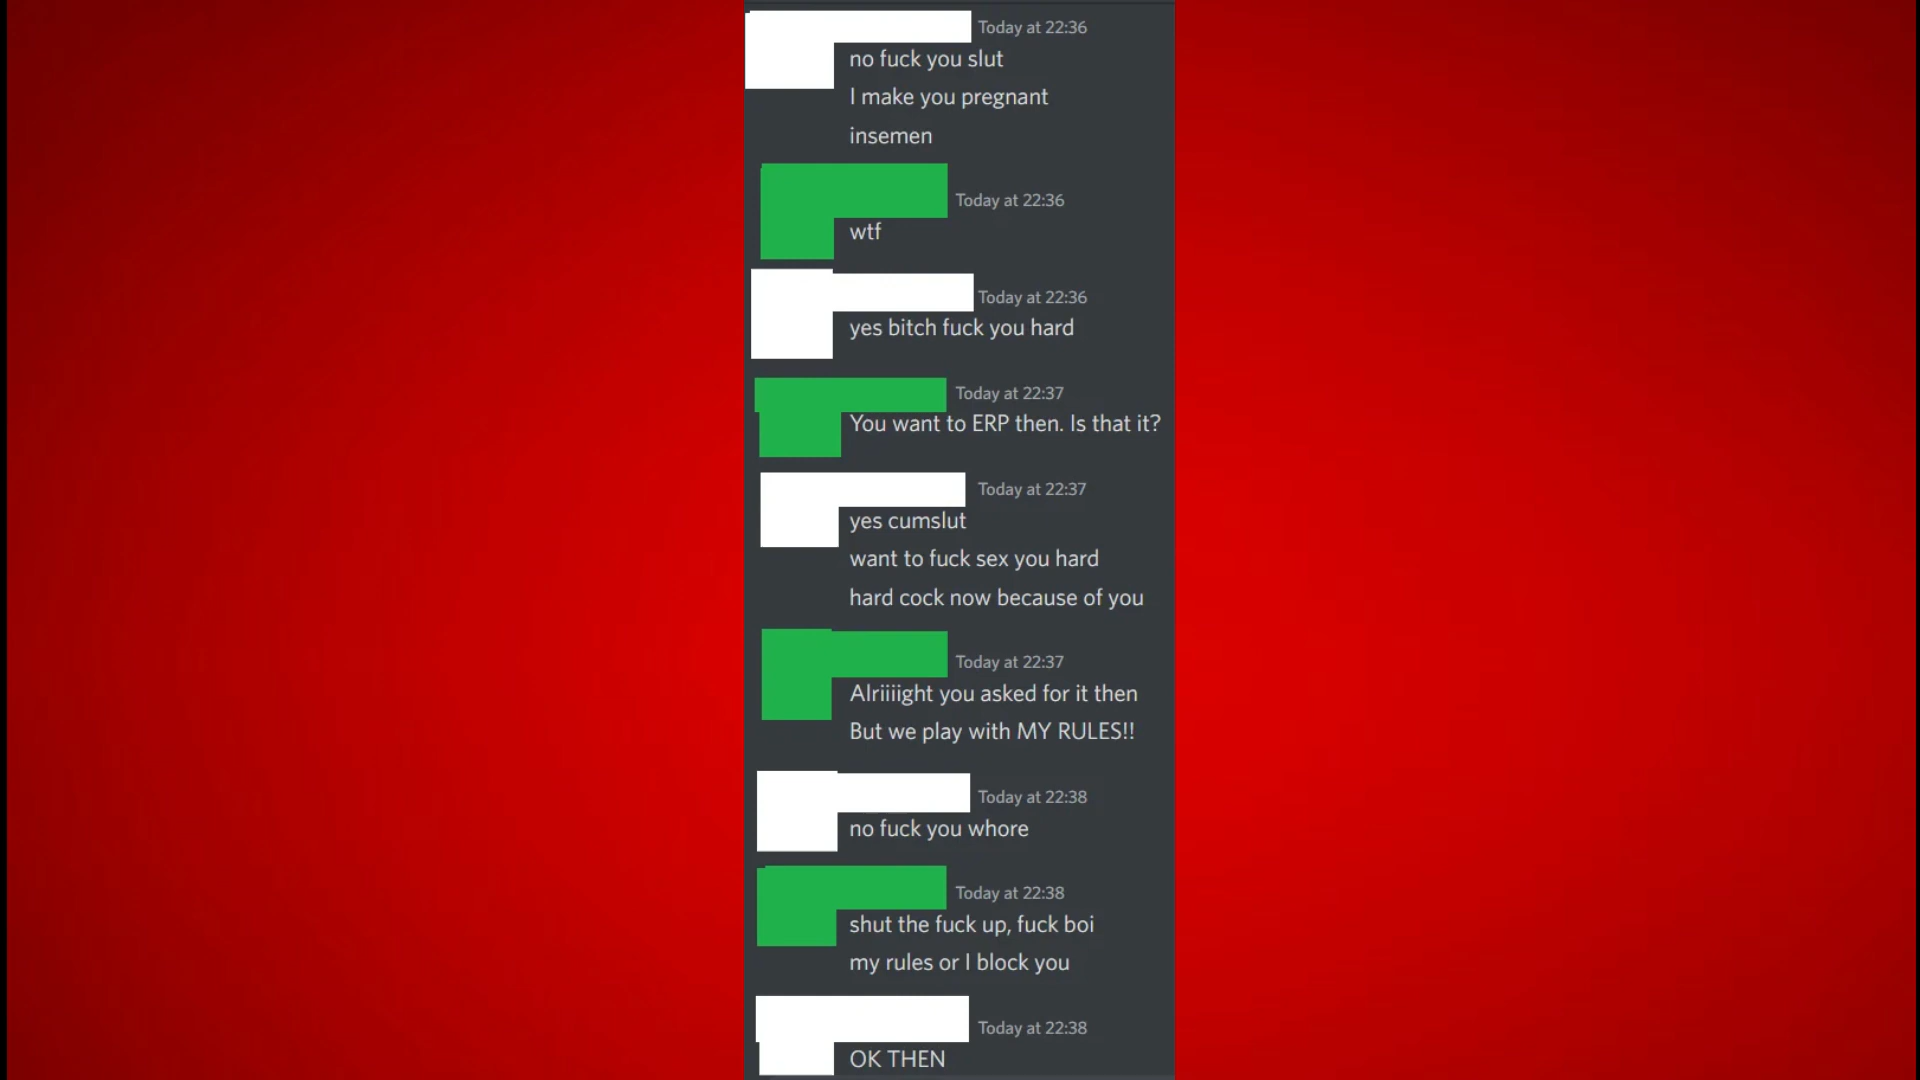 Today at 22:36
no fuck you slut
I make you pregnant
insemen
Today at 22:36
wtf
Today at 22:36
yes bitch fuck you hard
Today at 22:37
You want to ERP then. Is that it?
Today at 22:37
yes cumslut
want to fuck sex you hard
hard cock now because of you
Today at 22:37
Alriiiight you asked for it then
But we play with MY RULES!!
Today at 22:38
no fuck you whore
Today at 22:38
shut the fuck up, fuck boi
my rules or I block you
Today at 22:38
OK THEN